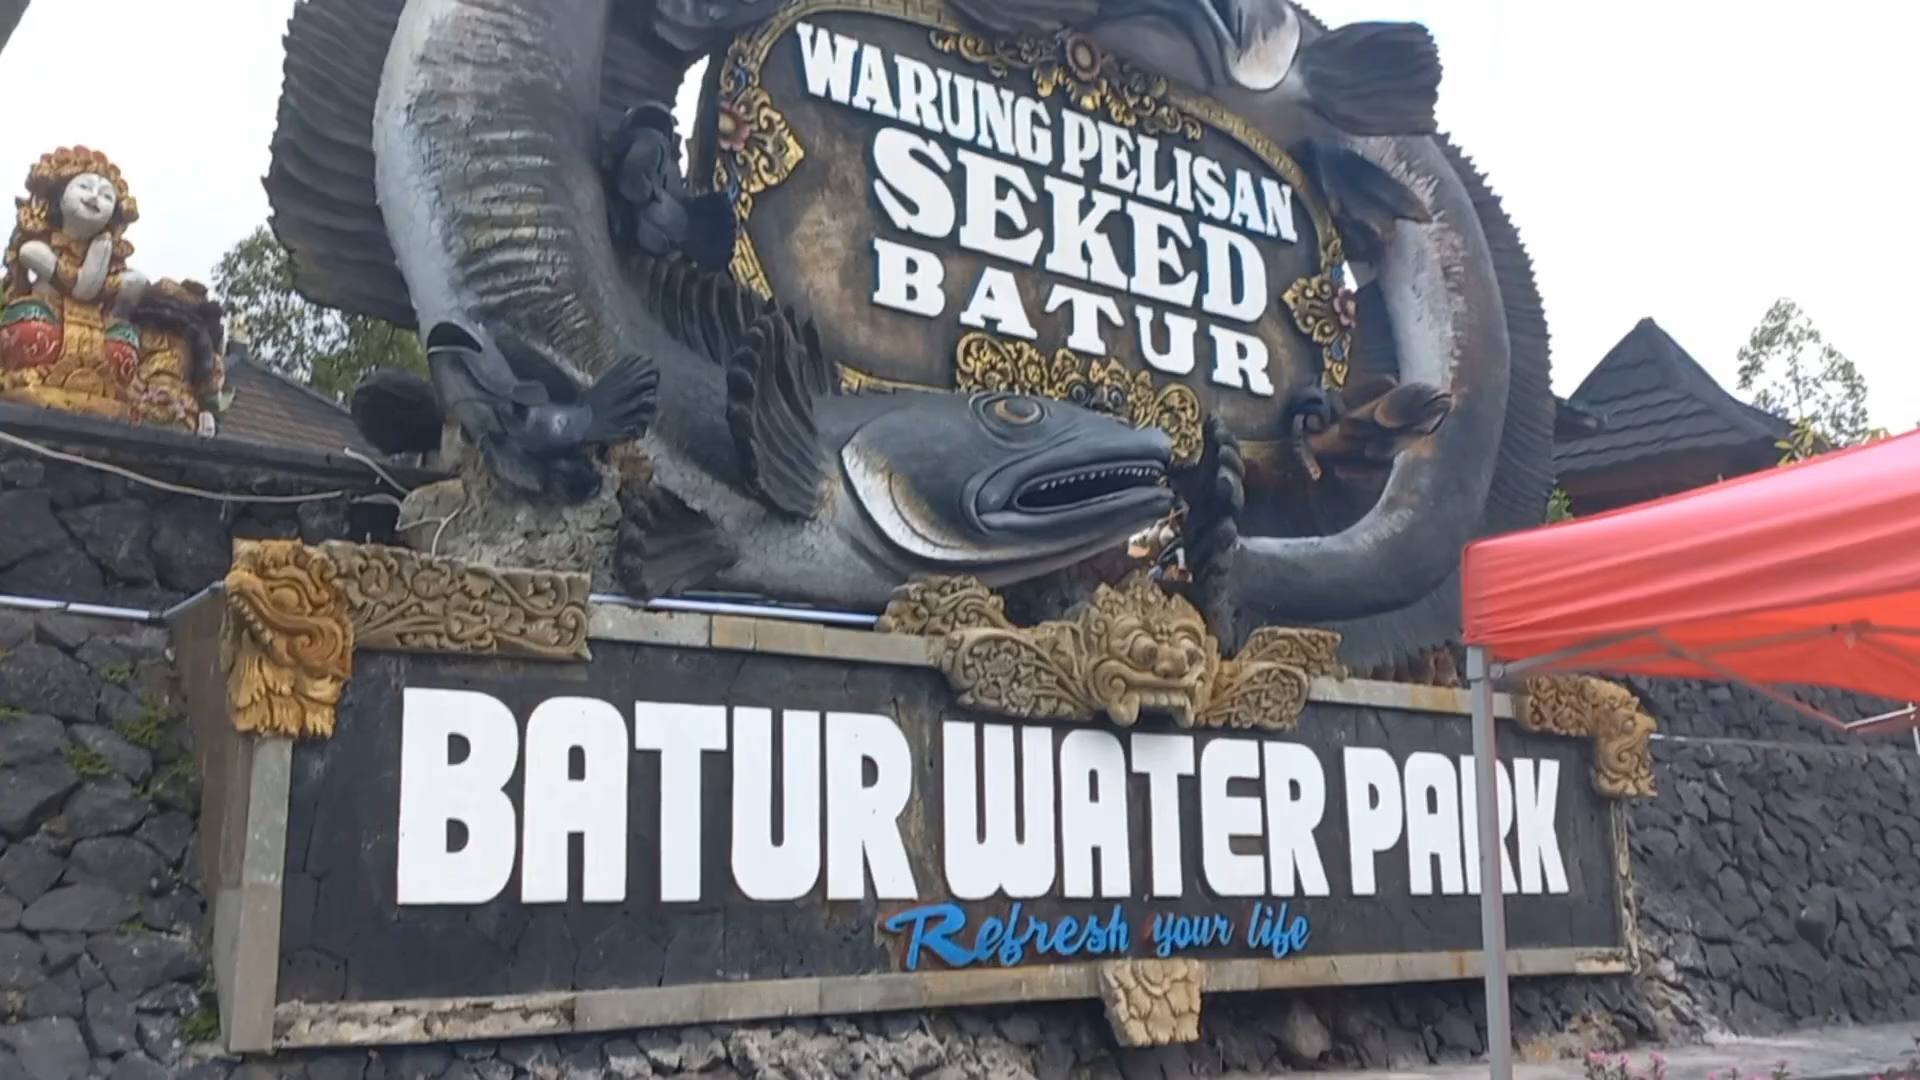 WARUNG PELISAN
SEKED
BATUR
BATUR WATER PARK
Refresh your life